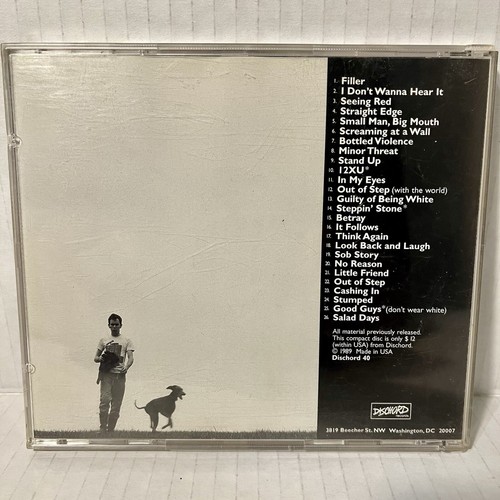 1. Filler
2. I Don't Wanna Hear It
3. Seeing Red
4. Straight Edge
5. Small Man, Big Mouth
6. Screaming at a Wall
7. Bottled Violence
8. Minor Threat
9. Stand Up
10. 12XU*
11. In My Eyes
12. Out of Step (with the world)
13. Guilty of Being White
14. Steppin' Stone*
15. Betray
16. It Follows
17. Think Again
18. Look Back and Laugh
19. Sob Story
20. No Reason
21. Little Friend
22. Out of Step
23. Cashing In
24. Stumped
25. Good Guys*(don't wear white)
26. Salad Days
All material previously released.
This compact disc is only $ 12
(within USA) from Dischord.
© 1989 Made in USA
Dischord 40
DISCHORD
RECORDS
3819 Beecher St. NW Washington, DC 20007